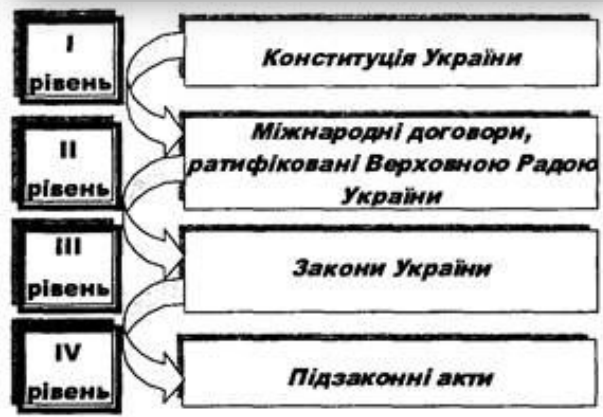 I
рівень
Конституція України
II
рівень
Міжнародні договори,
ратифіковані Верховною Радою
України
III
рівень
Закони України
IV
рівень
Підзаконні акти